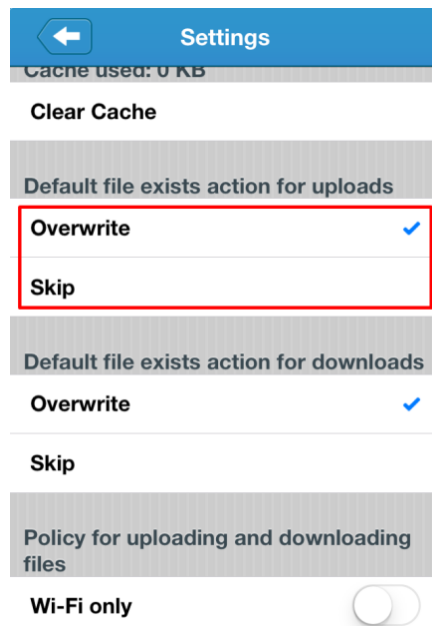 Settings
Cache used: 0 KB
Clear Cache
Default file exists action for uploads
Overwrite
Skip
Default file exists action for downloads
Overwrite
Skip
Policy for uploading and downloading
files
Wi-Fi only